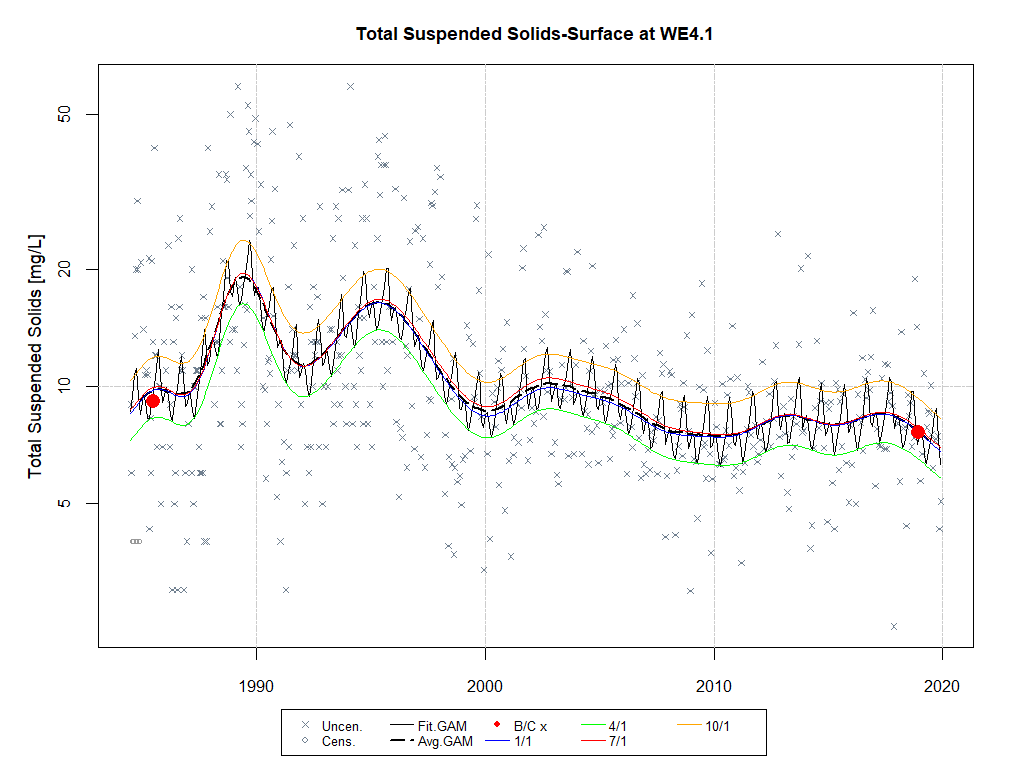 Total Suspended Solids-Surface at WE4.1
Total Suspended Solids [mg/L]
50
20
10
5
1990 2000 2010 2020
Uncen. Fit.GAM B/C x 4/1 10/1
Cens. Avg.GAM 1/1 7/1